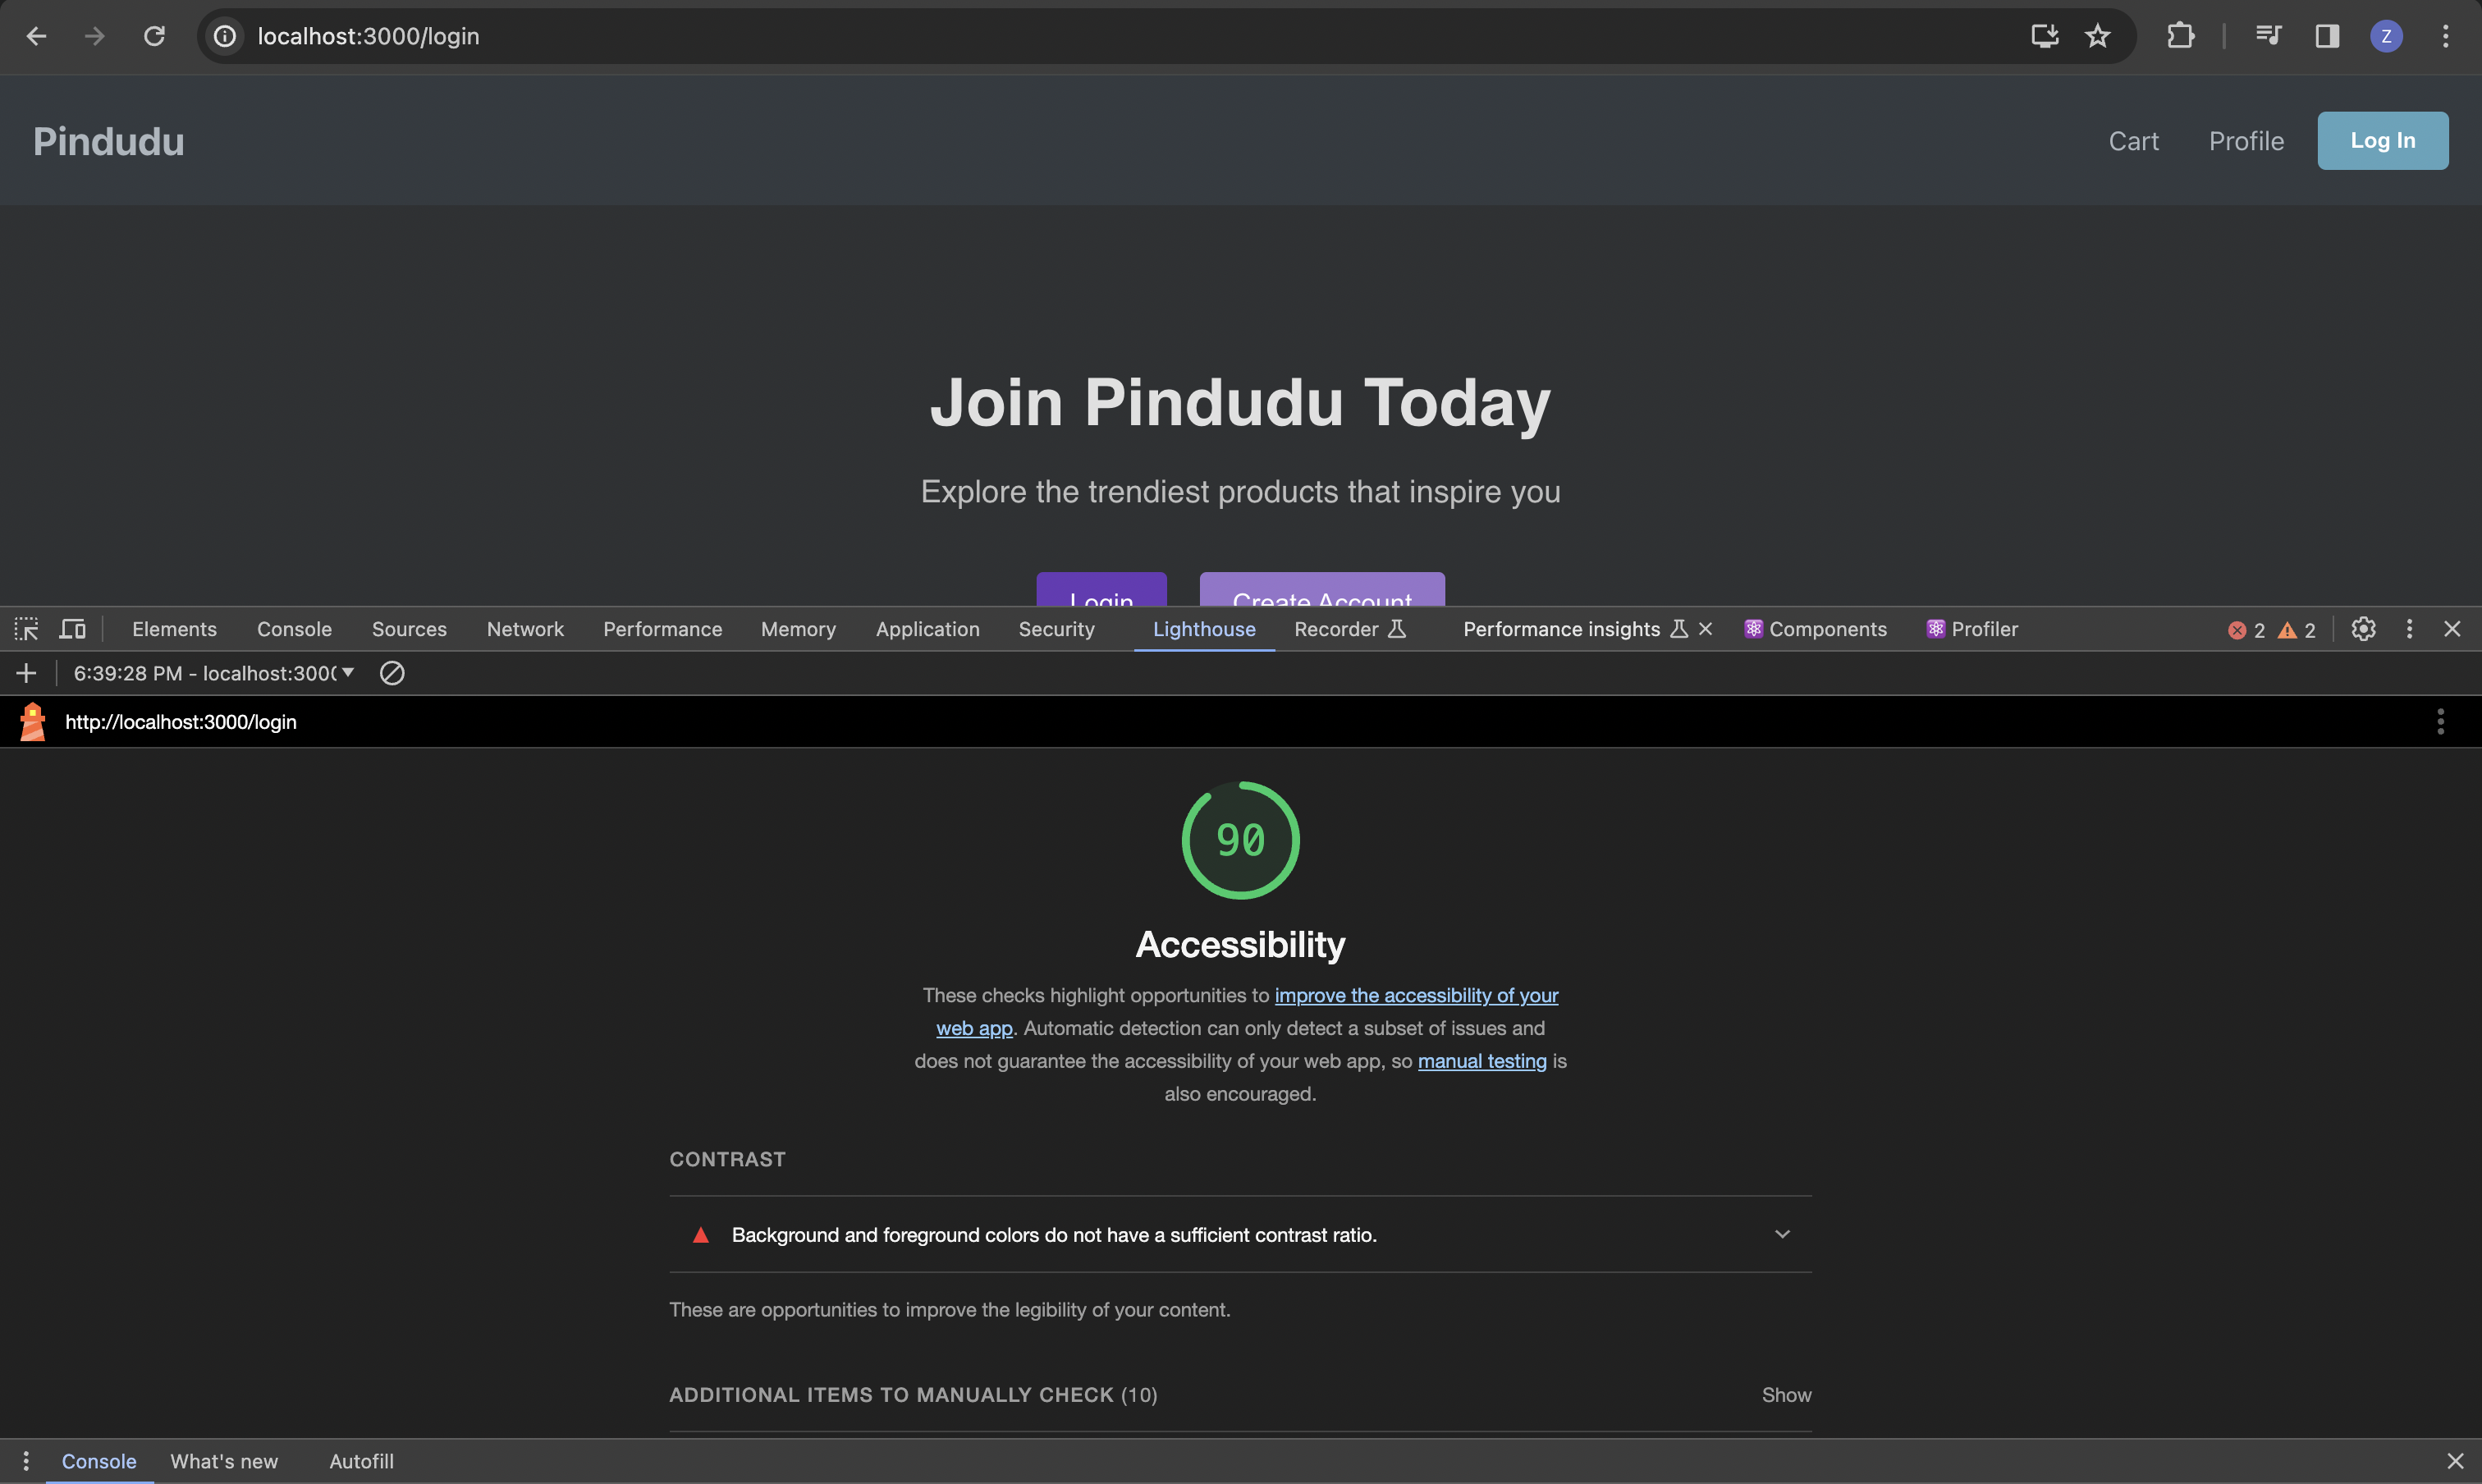 localhost:3000/login
Z
Pindudu
Cart Profile Log In
Join Pindudu Today
Explore the trendiest products that inspire you
Login Create Account
Elements Console Sources Network Performance Memory Application Security Lighthouse Recorder Performance insights Components Profiler 2 2
6:39:28 PM - localhost:300
http://localhost:3000/login
90
Accessibility
These checks highlight opportunities to improve the accessibility of your
web app. Automatic detection can only detect a subset of issues and
does not guarantee the accessibility of your web app, so manual testing is
also encouraged.
CONTRAST
Background and foreground colors do not have a sufficient contrast ratio.
These are opportunities to improve the legibility of your content.
ADDITIONAL ITEMS TO MANUALLY CHECK (10) Show
Console What's new Autofill